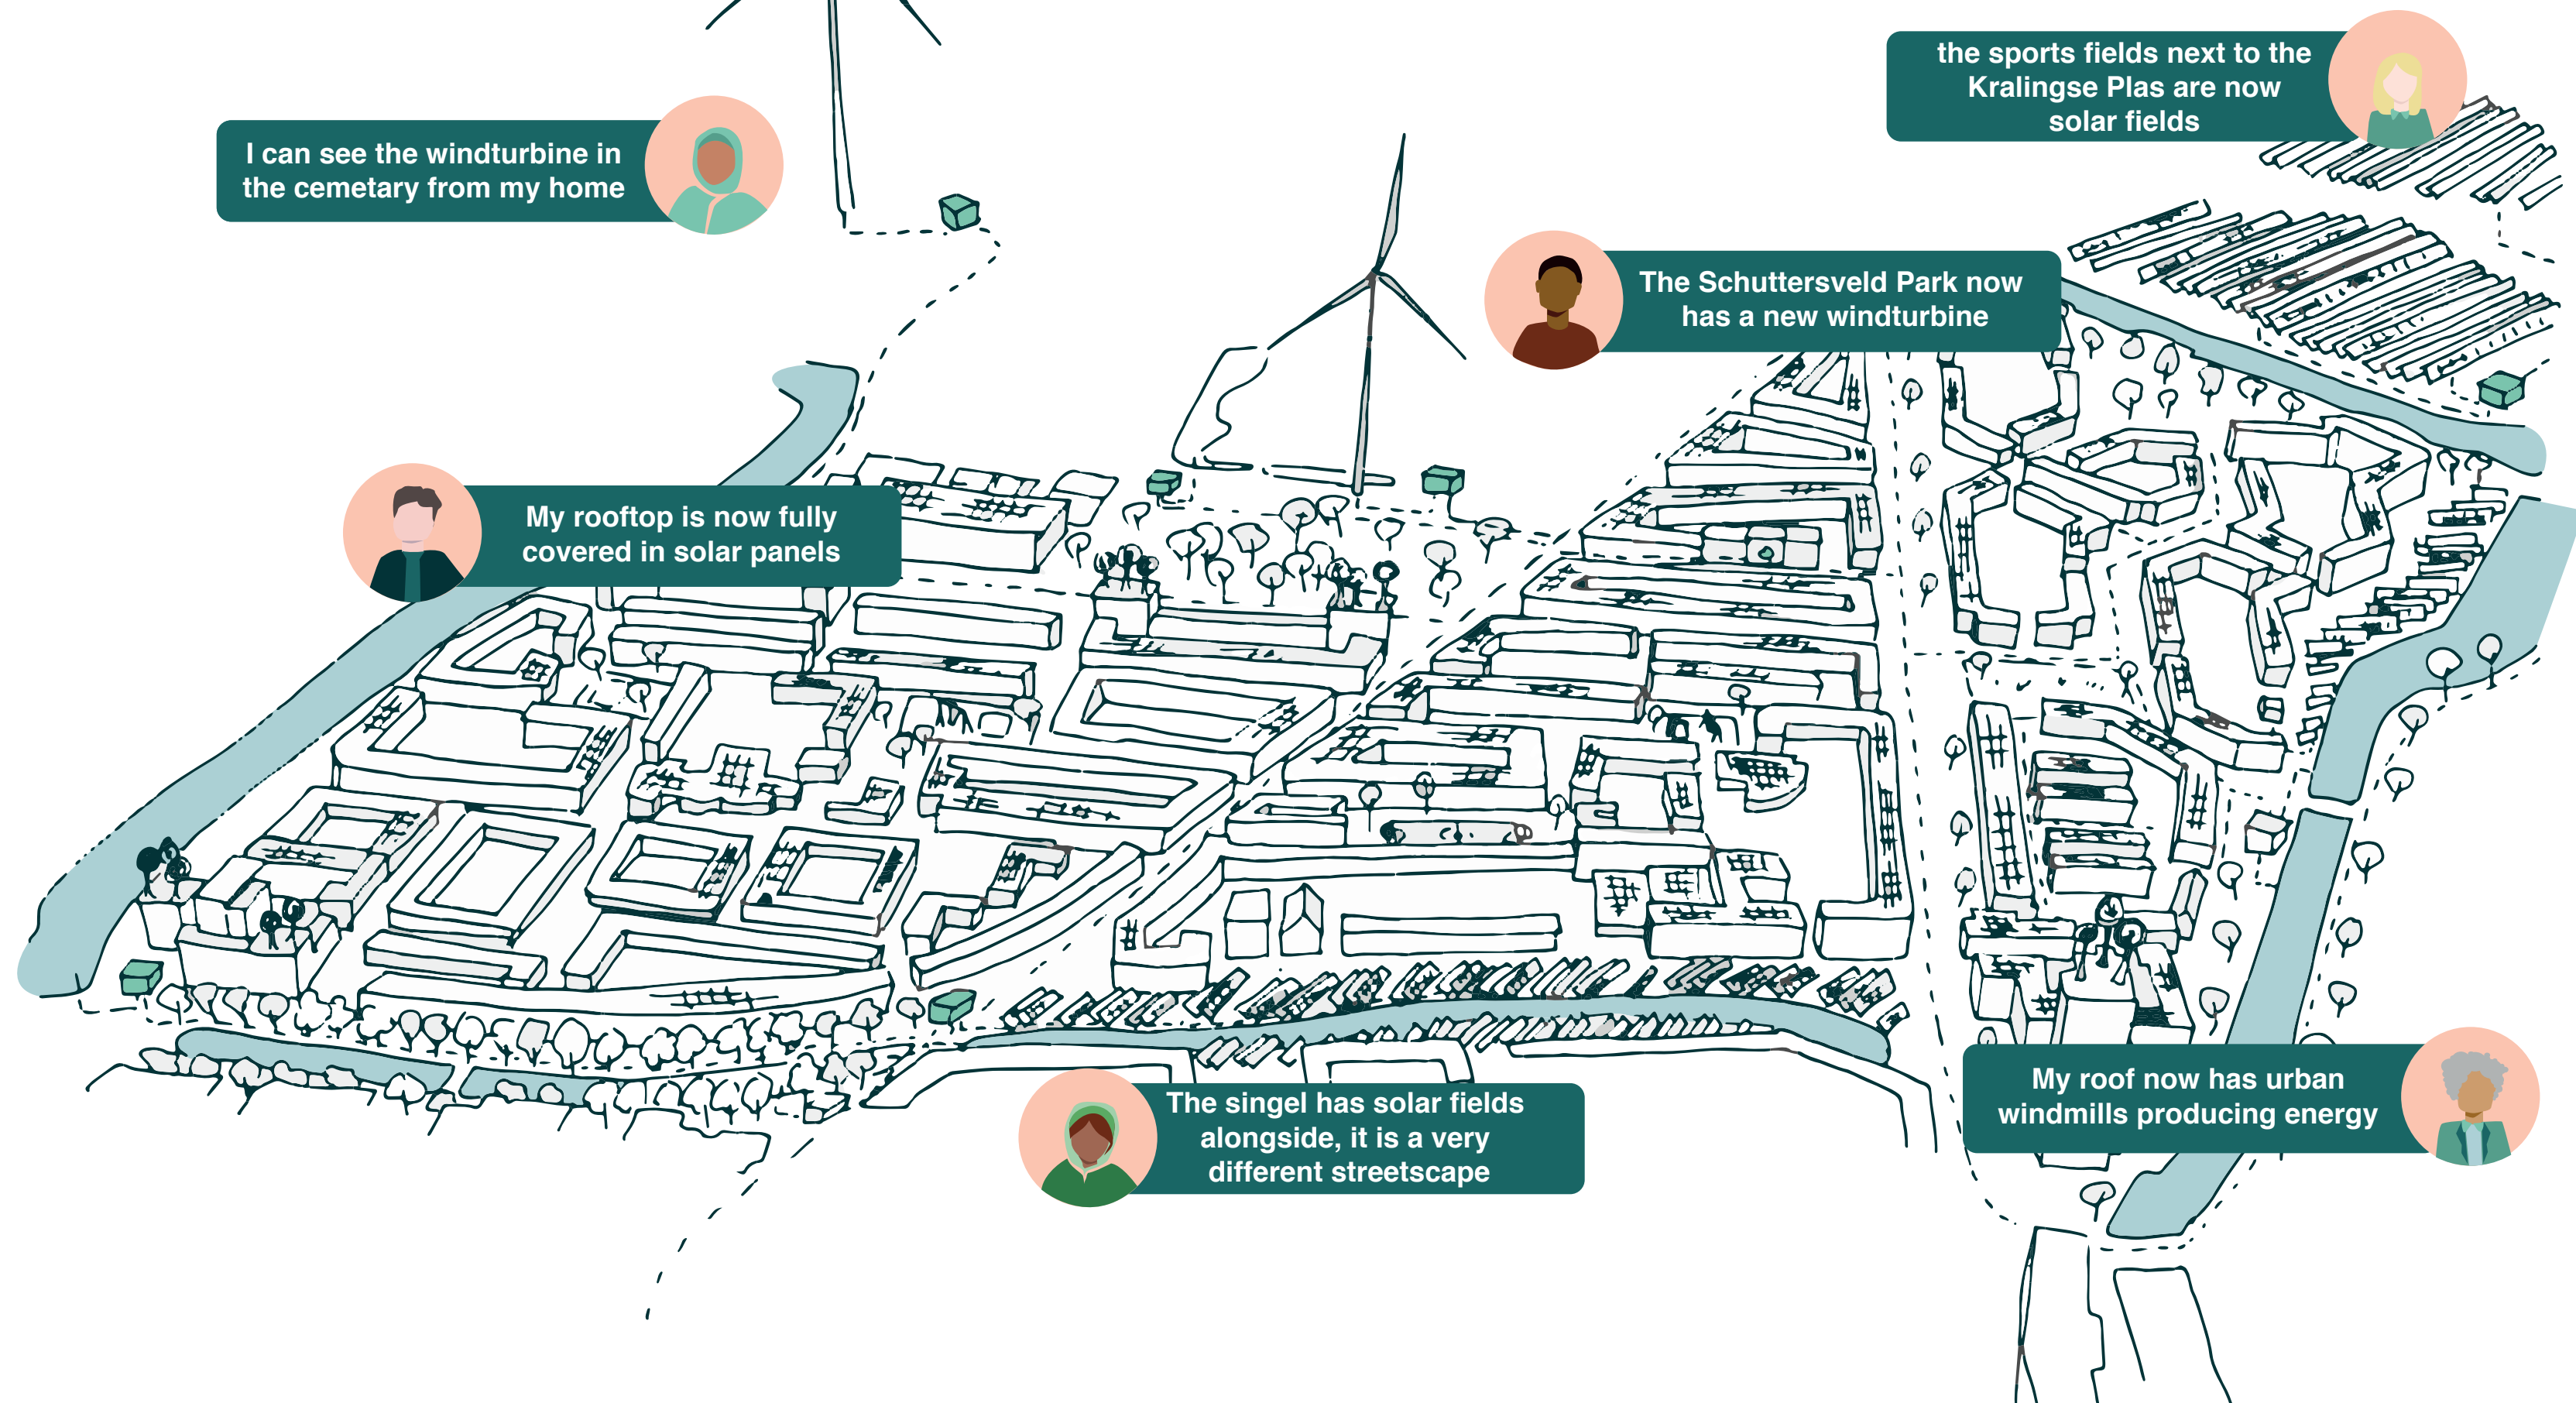 the sports fields next to the
Kralingse Plas are now
solar fields
I can see the windturbine in
the cemetary from my home
The Schuttersveld Park now
has a new windturbine
My rooftop is now fully
covered in solar panels
My roof now has urban
windmills producing energy
The singel has solar fields
alongside, it is a very
different streetscape